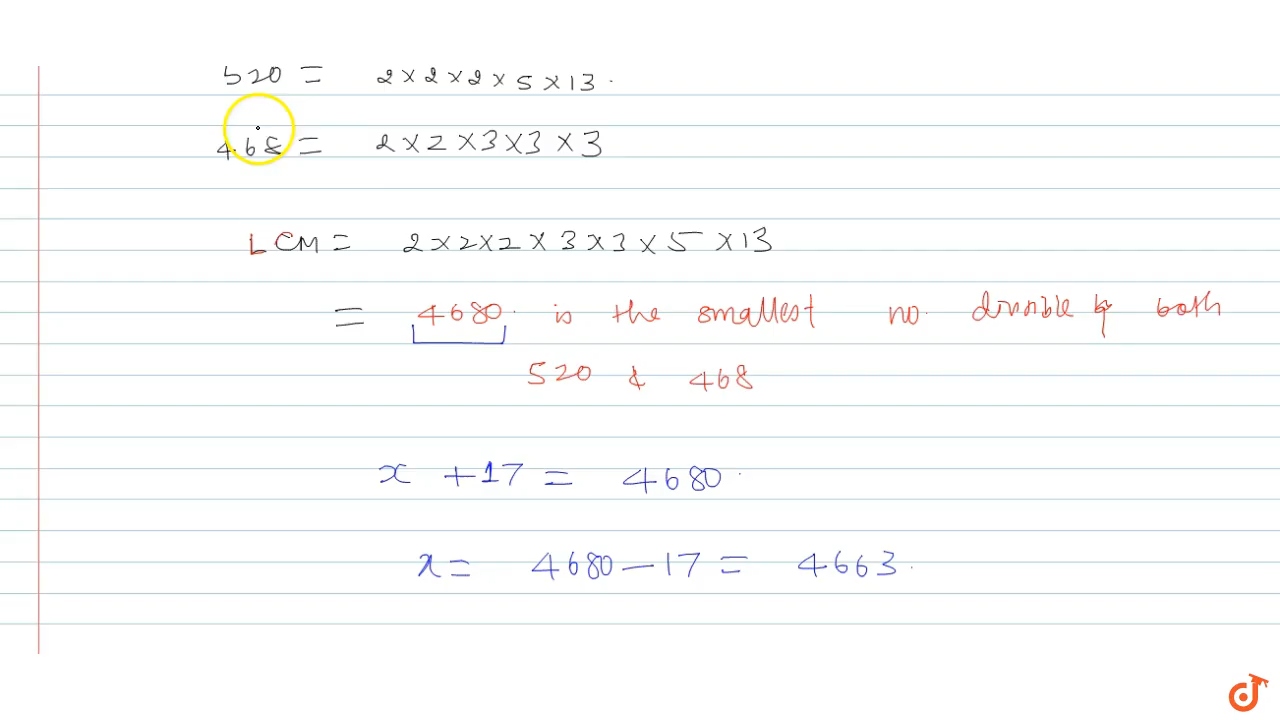 520 = 2 × 2 × 2 × 5 × 13.
468 = 2 × 2 × 3 × 3 × 3
LCM = 2 × 2 × 2 × 3 × 3 × 5 × 13
= 4680. is the smallest no. divisible by both
520 & 468
x + 17 = 4680.
x = 4680 - 17 = 4663.